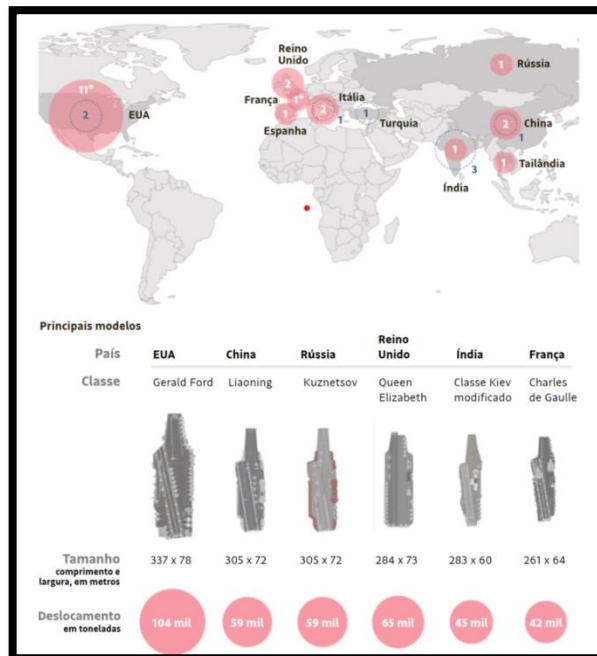 Reino
Unido
2
Rússia
1
11*
2
EUA
França
1*
Itália
2
1
Espanha
1
1
Turquia
China
2
1
Índia
1
3
Tailândia
1
Principais modelos
País EUA China Rússia Reino Unido Índia França
Classe Gerald Ford Liaoning Kuznetsov Queen Elizabeth Classe Kiev modificado Charles de Gaulle
Tamanho 337 x 78 305 x 72 305 x 72 284 x 73 283 x 60 261 x 64
comprimento e
largura, em metros
Deslocamento 104 mil 59 mil 59 mil 65 mil 45 mil 42 mil
em toneladas